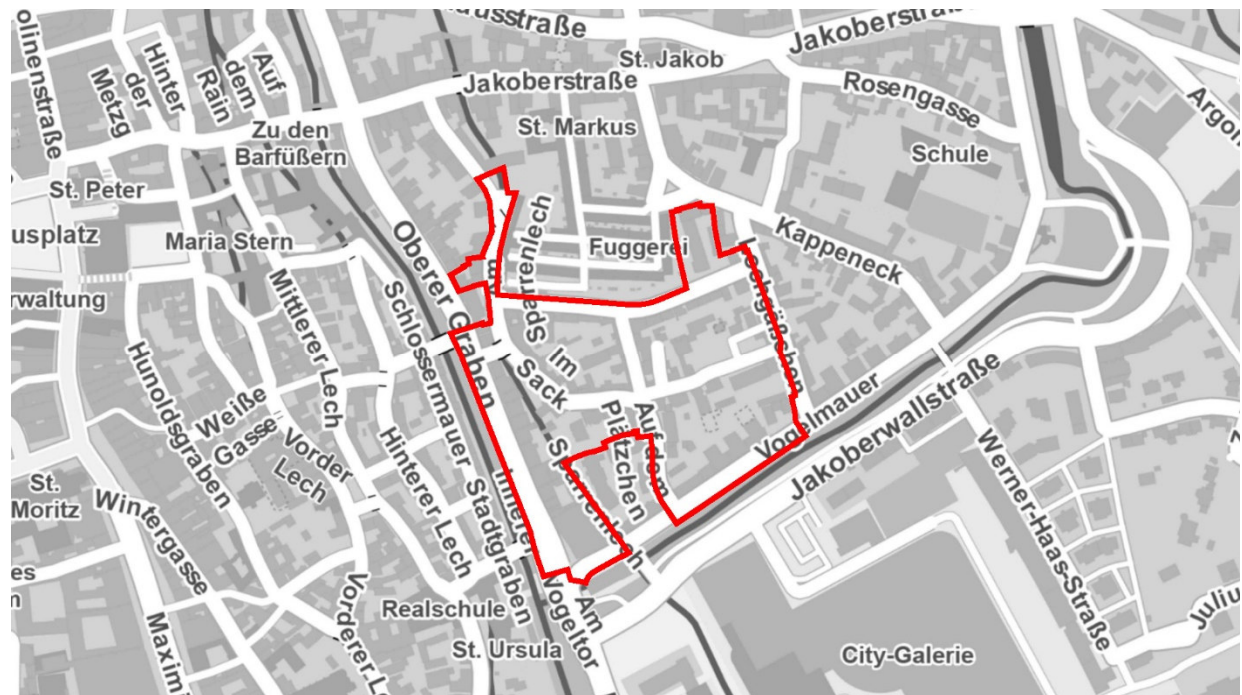 Jakoberstraße
St. Jakob
Jakoberstraße
Auf
dem
Rain
Hinter
der
Metzg
Rosengasse
Zu den
Barfüßern
St. Markus
Schule
St. Peter
Maria Stern
Oberer Graben
Sparrenlech
Fuggerei
Lochgäßchen
Kappeneck
Mittlerer Lech
Schlossermauer
Hunoldsgraben
Weiße
Gasse
Vorder
Lech
Hinterer Lech
Stadtgraben
Innerer
Im
Sack
Auf dem
Plätzchen
Sparrenlech
Vogelmauer
Jakoberwallstraße
St.
Moritz
Wintergasse
Werner-Haas-Straße
Realschule
St. Ursula
Vogeltor
Am
City-Galerie